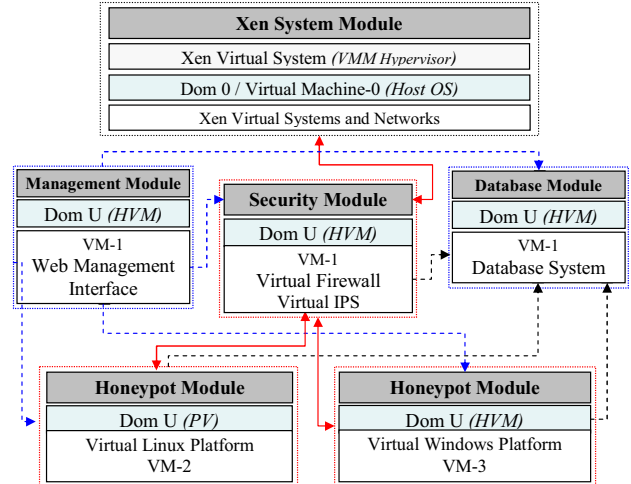 Xen System Module
Xen Virtual System (VMM Hypervisor)
Dom 0 / Virtual Machine-0 (Host OS)
Xen Virtual Systems and Networks
Management Module
Dom U (HVM)
VM-1
Web Management
Interface
Security Module
Dom U (HVM)
VM-1
Virtual Firewall
Virtual IPS
Database Module
Dom U (HVM)
VM-1
Database System
Honeypot Module
Dom U (PV)
Virtual Linux Platform
VM-2
Honeypot Module
Dom U (HVM)
Virtual Windows Platform
VM-3